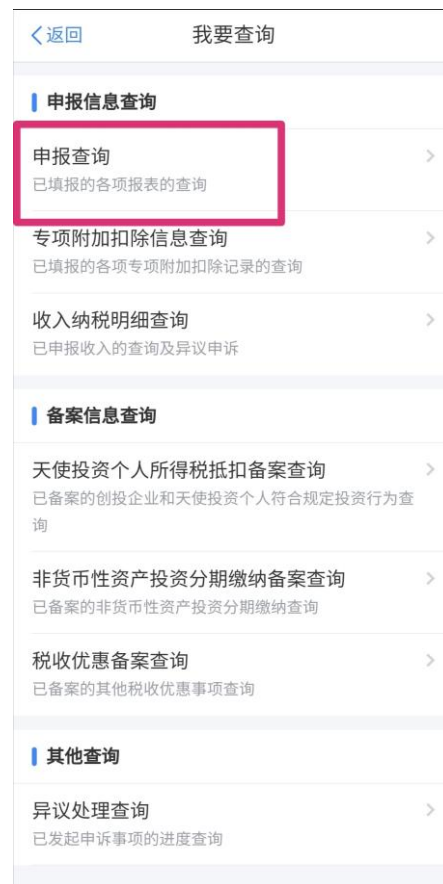 返回
我要查询
申报信息查询
申报查询
已填报的各项报表的查询
专项附加扣除信息查询
已填报的各项专项附加扣除记录的查询
收入纳税明细查询
已申报收入的查询及异议申诉
备案信息查询
天使投资个人所得税抵扣备案查询
已备案的创投企业和天使投资个人符合规定投资行为查
询
非货币性资产投资分期缴纳备案查询
已备案的非货币性资产投资分期缴纳查询
税收优惠备案查询
已备案的其他税收优惠事项查询
其他查询
异议处理查询
已发起申诉事项的进度查询